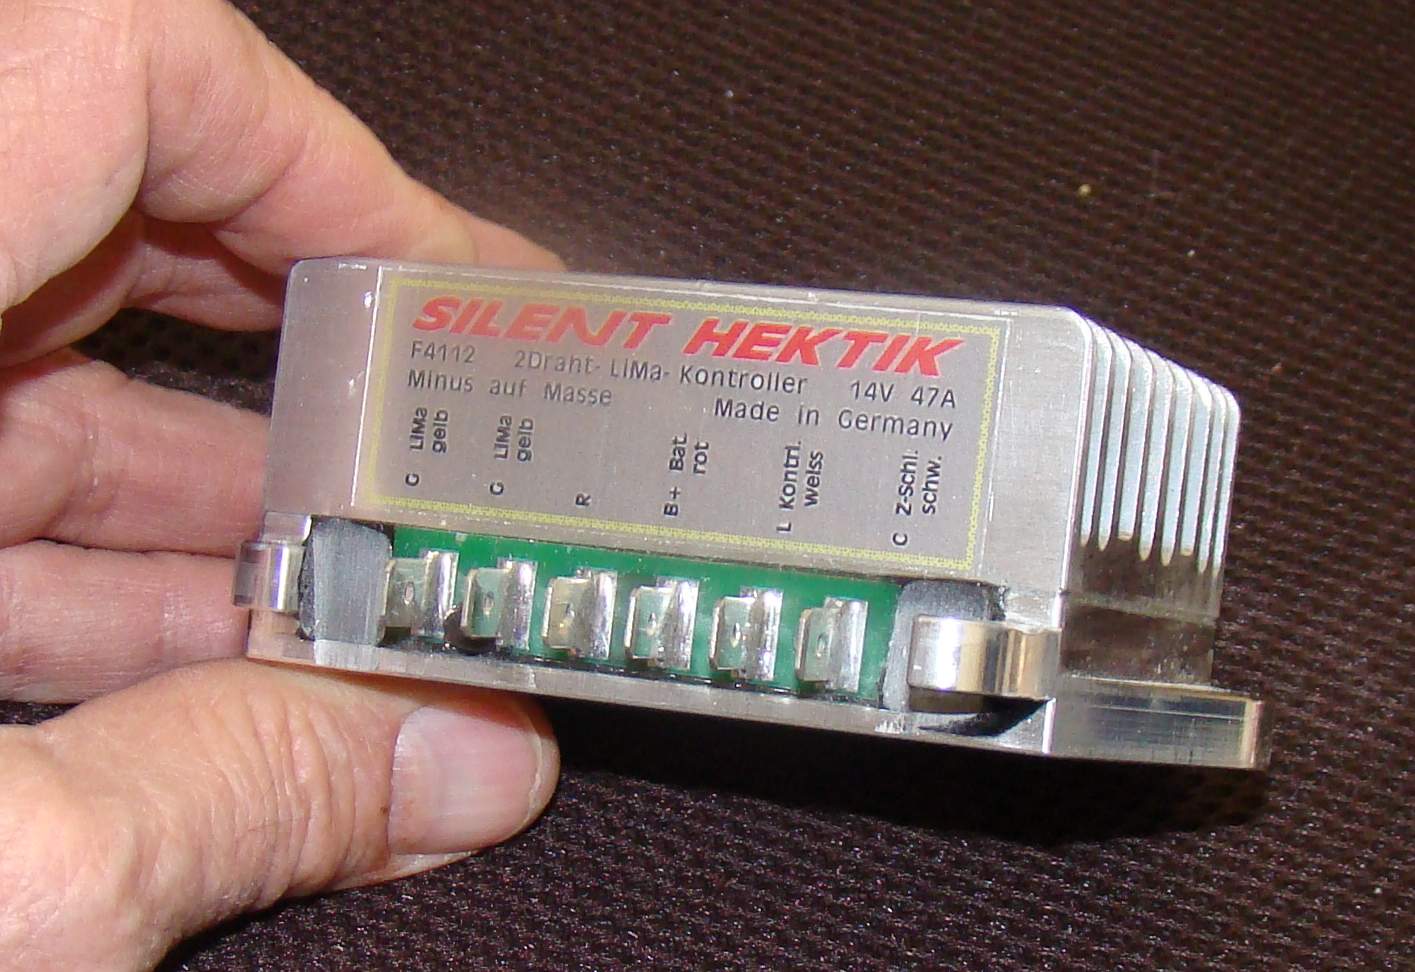 SILENT HEKTIK
F4112 2Draht-LiMa-Kontroller 14V 47A
Minus auf Masse
Made in Germany
G LiMa
gelb
G LiMa
gelb
R
B+ Bat.
rot
L Kontrl.
weiss
C Z-schl.
schw.